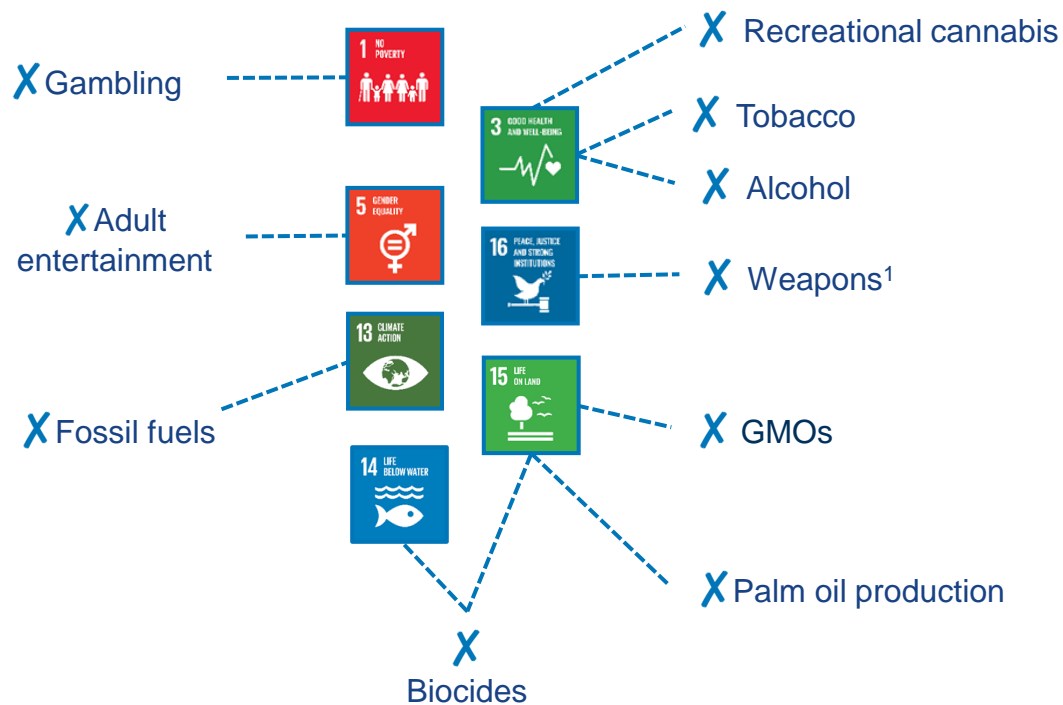 ✗ Recreational cannabis
1 NO
POVERTY
✗ Gambling
✗ Tobacco
3 GOOD HEALTH
AND WELL-BEING
✗ Alcohol
5 GENDER
EQUALITY
✗ Adult
entertainment
16 PEACE, JUSTICE
AND STRONG
INSTITUTIONS
✗ Weapons¹
13 CLIMATE
ACTION
15 LIFE
ON LAND
✗ Fossil fuels
✗ GMOs
14 LIFE
BELOW WATER
✗ Palm oil production
✗
Biocides